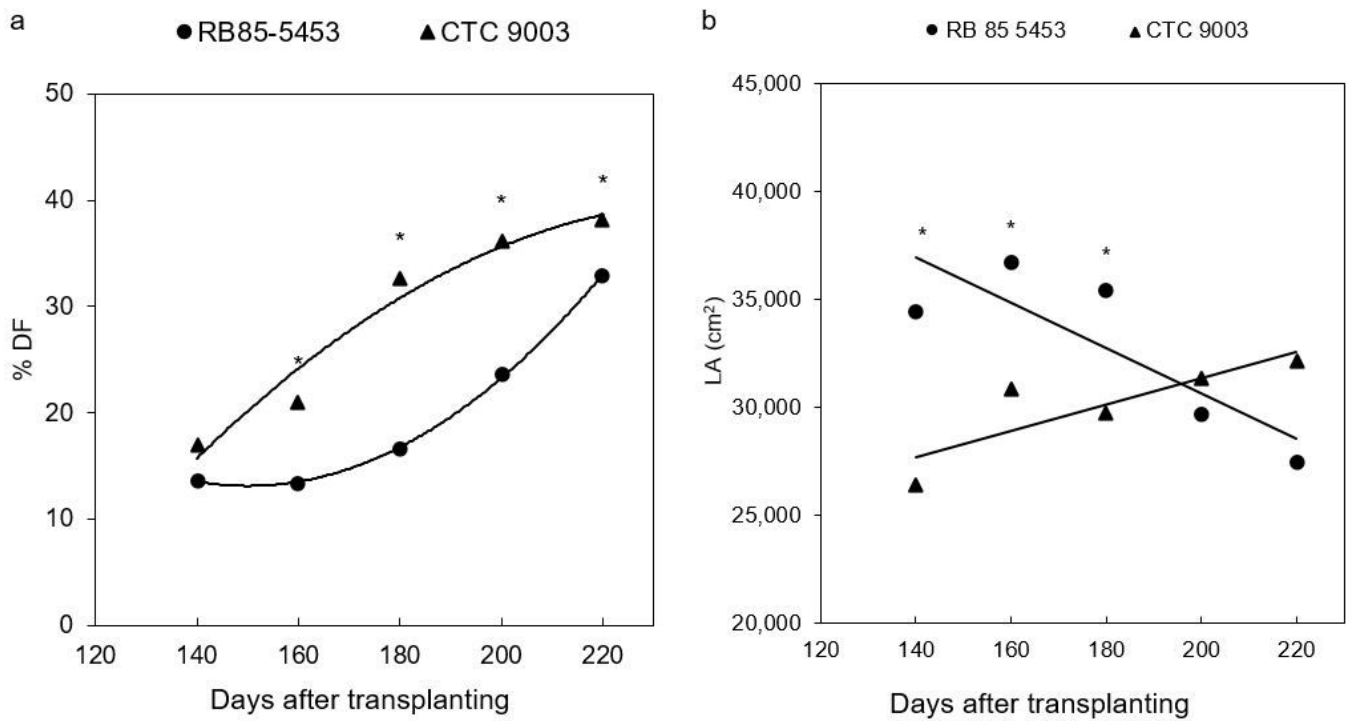 a
● RB85-5453 ▲ CTC 9003
50
40
30
20
10
0
% DF
* * * *
120 140 160 180 200 220
Days after transplanting
b
● RB 85 5453 ▲ CTC 9003
45,000
40,000
35,000
30,000
25,000
20,000
LA (cm²)
* * *
120 140 160 180 200 220
Days after transplanting